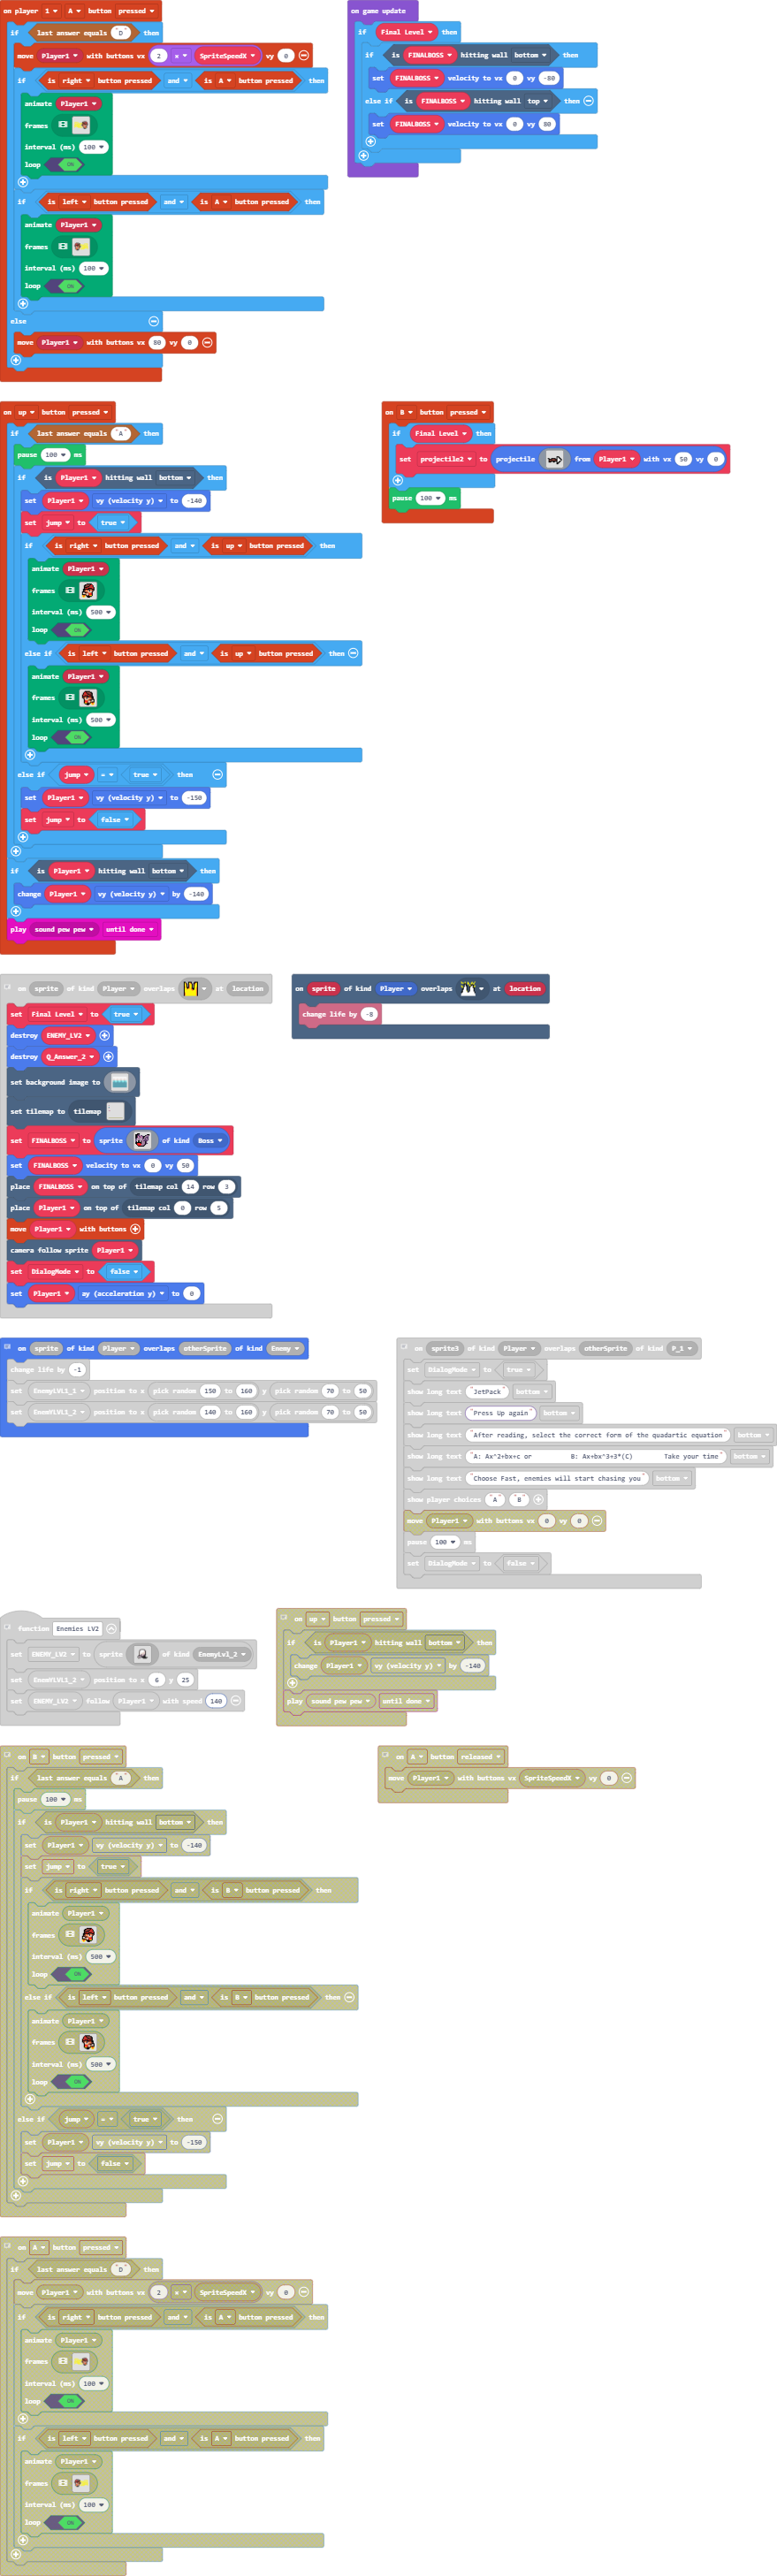 on player 1 A button pressed
if last answer equals "D" then
move Player1 with buttons vx 2 × SpriteSpeedX vy 0
if is right button pressed and is A button pressed then
animate Player1
frames
interval (ms) 100
loop ON
if is left button pressed and is A button pressed then
animate Player1
frames
interval (ms) 100
loop ON
else
move Player1 with buttons vx 80 vy 0
on game update
if Final Level then
if is FINALBOSS hitting wall bottom then
set FINALBOSS velocity to vx 0 vy -80
else if is FINALBOSS hitting wall top then
set FINALBOSS velocity to vx 0 vy 80
on up button pressed
if last answer equals "A" then
pause 100 ms
if is Player1 hitting wall bottom then
set Player1 vy (velocity y) to -140
set jump to true
if is right button pressed and is up button pressed then
animate Player1
frames
interval (ms) 500
loop ON
else if is left button pressed and is up button pressed then
animate Player1
frames
interval (ms) 500
loop ON
else if jump = true then
set Player1 vy (velocity y) to -150
set jump to false
if is Player1 hitting wall bottom then
change Player1 vy (velocity y) by -140
play sound pew pew until done
on B button pressed
if Final Level then
set projectile2 to projectile from Player1 with vx 50 vy 0
pause 100 ms
on sprite of kind Player overlaps at location
set Final Level to true
destroy ENEMY_LV2
destroy Q_Answer_2
set background image to
set tilemap to tilemap
set FINALBOSS to sprite of kind Boss
set FINALBOSS velocity to vx 0 vy 50
place FINALBOSS on top of tilemap col 14 row 3
place Player1 on top of tilemap col 0 row 5
move Player1 with buttons
camera follow sprite Player1
set DialogMode to false
set Player1 ay (acceleration y) to 0
on sprite of kind Player overlaps at location
change life by -8
on sprite of kind Player overlaps otherSprite of kind Enemy
change life by -1
set EnemyLVL1_1 position to x pick random 150 to 160 y pick random 70 to 50
set EnemYLVL1_2 position to x pick random 140 to 160 y pick random 70 to 50
on sprite3 of kind Player overlaps otherSprite of kind P_1
set DialogMode to true
show long text "JetPack" bottom
show long text "Press Up again" bottom
show long text "After reading, select the correct form of the quadartic equation" bottom
show long text "A: Ax^2+bx+c or B: Ax+bx^3+3*(C) Take your time" bottom
show long text "Choose Fast, enemies will start chasing you" bottom
show player choices "A" "B"
move Player1 with buttons vx 0 vy 0
pause 100 ms
set DialogMode to false
function Enemies LV2
set ENEMY_LV2 to sprite of kind EnemyLvl_2
set EnemYLVL1_2 position to x 6 y 25
set ENEMY_LV2 follow Player1 with speed 140
on up button pressed
if is Player1 hitting wall bottom then
change Player1 vy (velocity y) by -140
play sound pew pew until done
on B button pressed
if last answer equals "A" then
pause 100 ms
if is Player1 hitting wall bottom then
set Player1 vy (velocity y) to -140
set jump to true
if is right button pressed and is B button pressed then
animate Player1
frames
interval (ms) 500
loop ON
else if is left button pressed and is B button pressed then
animate Player1
frames
interval (ms) 500
loop ON
else if jump = true then
set Player1 vy (velocity y) to -150
set jump to false
on A button released
move Player1 with buttons vx SpriteSpeedX vy 0
on A button pressed
if last answer equals "D" then
move Player1 with buttons vx 2 × SpriteSpeedX vy 0
if is right button pressed and is A button pressed then
animate Player1
frames
interval (ms) 100
loop ON
if is left button pressed and is A button pressed then
animate Player1
frames
interval (ms) 100
loop ON